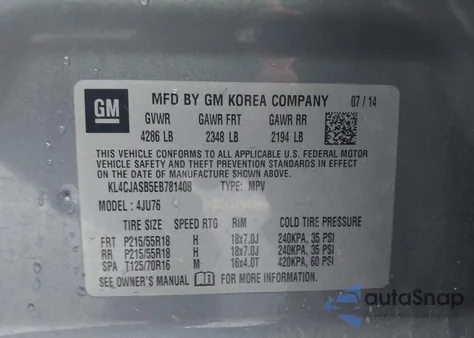 GM
MFD BY GM KOREA COMPANY 07/14
GVWR GAWR FRT GAWR RR
4286 LB 2348 LB 2194 LB
THIS VEHICLE CONFORMS TO ALL APPLICABLE U.S. FEDERAL MOTOR
VEHICLE SAFETY AND THEFT PREVENTION STANDARDS IN EFFECT
ON THE DATE OF MANUFACTURE SHOWN ABOVE.
KL4CJASB5EB781408 TYPE: MPV
MODEL: 4JU76
TIRE SIZE SPEED RTG RIM COLD TIRE PRESSURE
FRT P215/55R18 H 18x7.0J 240KPA, 35 PSI
RR P215/55R18 H 18x7.0J 240KPA, 35 PSI
SPA T125/70R16 M 16x4.0T 420KPA, 60 PSI
SEE OWNER'S MANUAL FOR MORE INFORMATION.
autoSnap